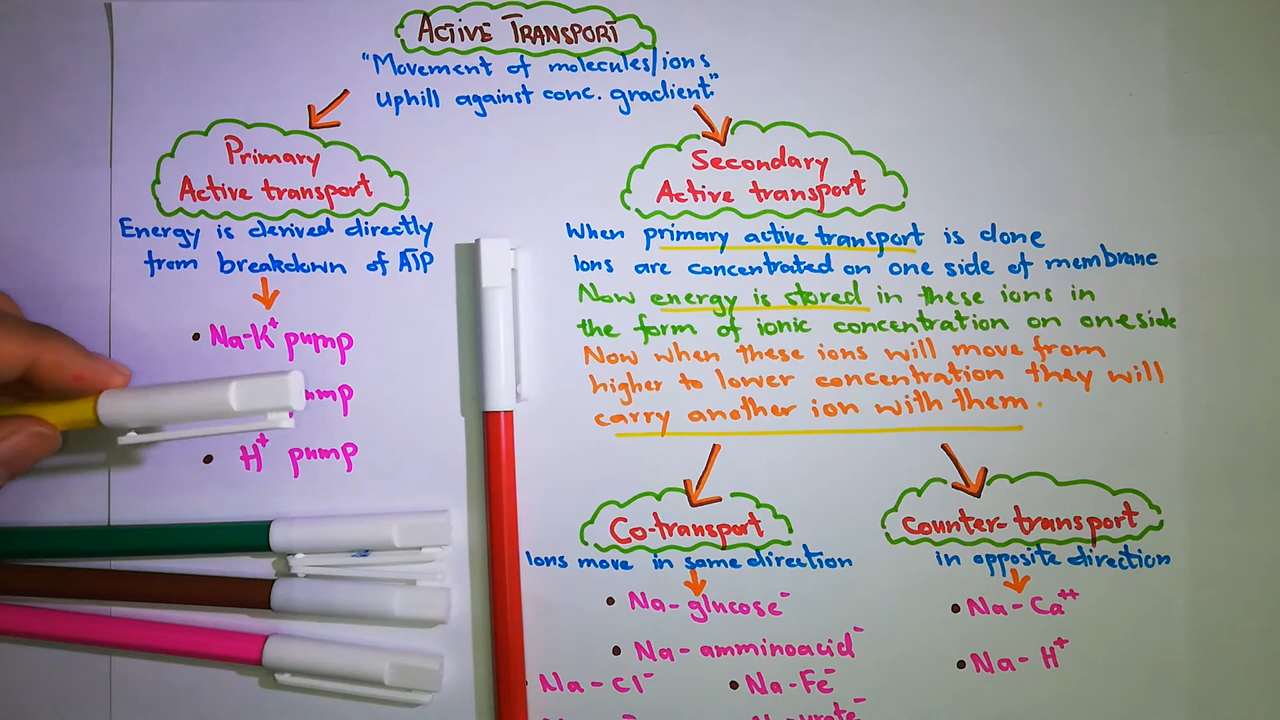 ACTIVE TRANSPORT
"Movement of molecules/ions
Uphill against conc. gradient"
Primary
Active transport
Energy is derived directly
from breakdown of ATP
• Na-K+ pump
pump
• H+ pump
Secondary
Active transport
When primary active transport is done
Ions are concentrated on one side of membrane
Now energy is stored in these ions in
the form of ionic concentration on oneside
Now when these ions will move from
higher to lower concentration they will
carry another ion with them.
Co-transport
Ions move in same direction
• Na-glucose-
• Na-amminoacid-
• Na-Cl-
• Na-Fe-
Counter-transport
in opposite direction
• Na-Ca++
• Na-H+